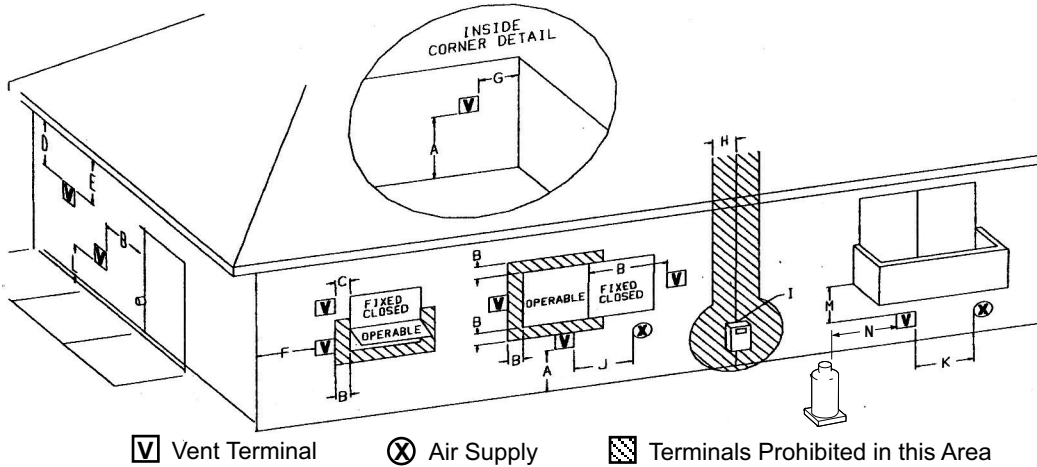 INSIDE
CORNER DETAIL
G
V
A
H
D
E
V
B
V
L
C
V
FIXED
CLOSED
OPERABLE
F
V
B
B
B
V
OPERABLE
FIXED
CLOSED
V
B
B
V
A
J
X
I
M
N
V
X
K
V Vent Terminal
X Air Supply
Terminals Prohibited in this Area